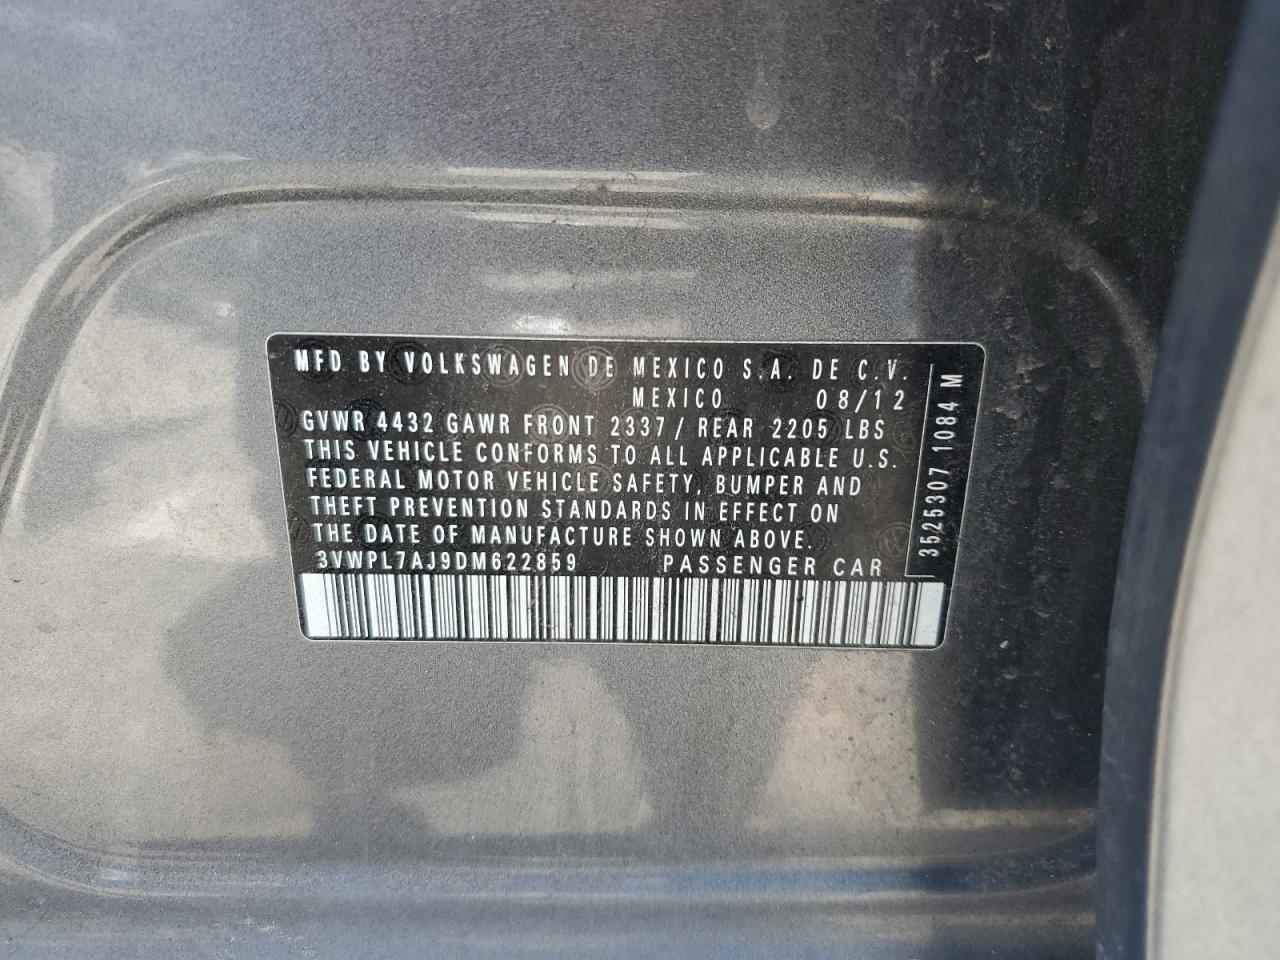 MFD BY VOLKSWAGEN DE MEXICO S.A. DE C.V.
MEXICO 08/12
GVWR 4432 GAWR FRONT 2337 / REAR 2205 LBS
THIS VEHICLE CONFORMS TO ALL APPLICABLE U.S.
FEDERAL MOTOR VEHICLE SAFETY, BUMPER AND
THEFT PREVENTION STANDARDS IN EFFECT ON
THE DATE OF MANUFACTURE SHOWN ABOVE.
3VWPL7AJ9DM622859 PASSENGER CAR
3525307 1084 M